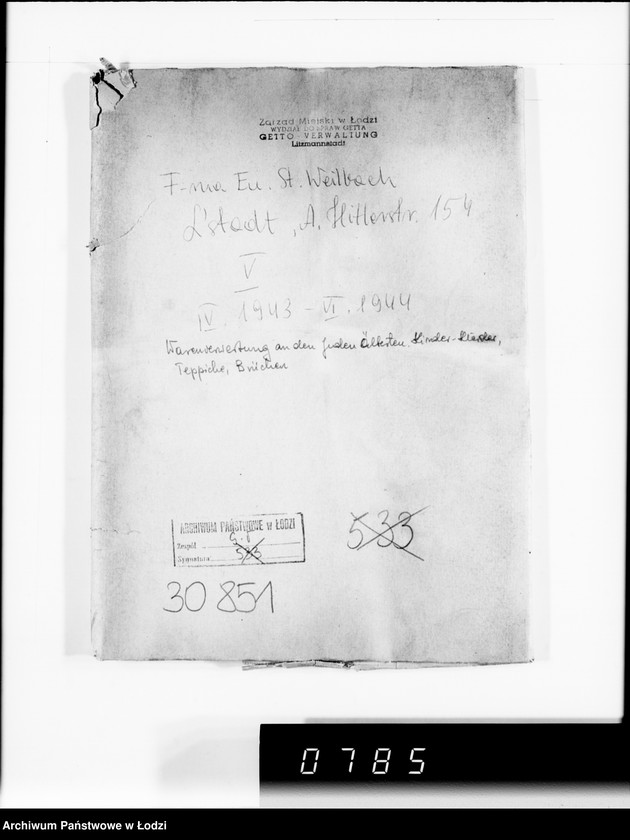 Zarząd Miejski w Łodzi
WYDZIAŁ DO SPRAW GETTA
GETTO-VERWALTUNG
Litzmannstadt
F-ma Eu. St. Weilbach
L'stadt, A. Hitlerstr. 154
V
IV. 1943 - VI. 1944
Warenverwertung an den Juden Ältesten. Kinder-Kleider,
Teppiche, Brücken
ARCHIWUM PAŃSTWOWE w ŁODZI
Zespół
Sygnatura 533
533
30 851
0785
Archiwum Państwowe w Łodzi